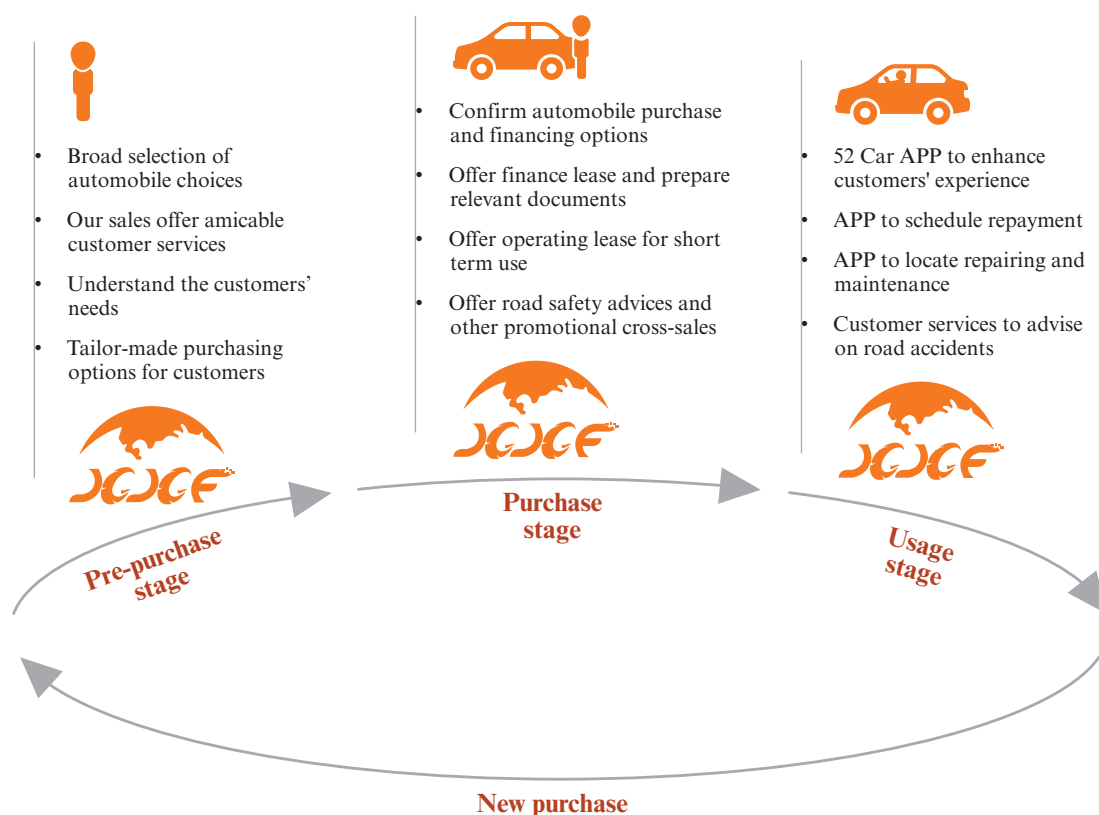 • Broad selection of
automobile choices
• Our sales offer amicable
customer services
• Understand the customers’
needs
• Tailor-made purchasing
options for customers
JCJCF
Pre-purchase
stage
• Confirm automobile purchase
and financing options
• Offer finance lease and prepare
relevant documents
• Offer operating lease for short
term use
• Offer road safety advices and
other promotional cross-sales
JCJCF
Purchase
stage
• 52 Car APP to enhance
customers' experience
• APP to schedule repayment
• APP to locate repairing and
maintenance
• Customer services to advise
on road accidents
JCJCF
Usage
stage
New purchase